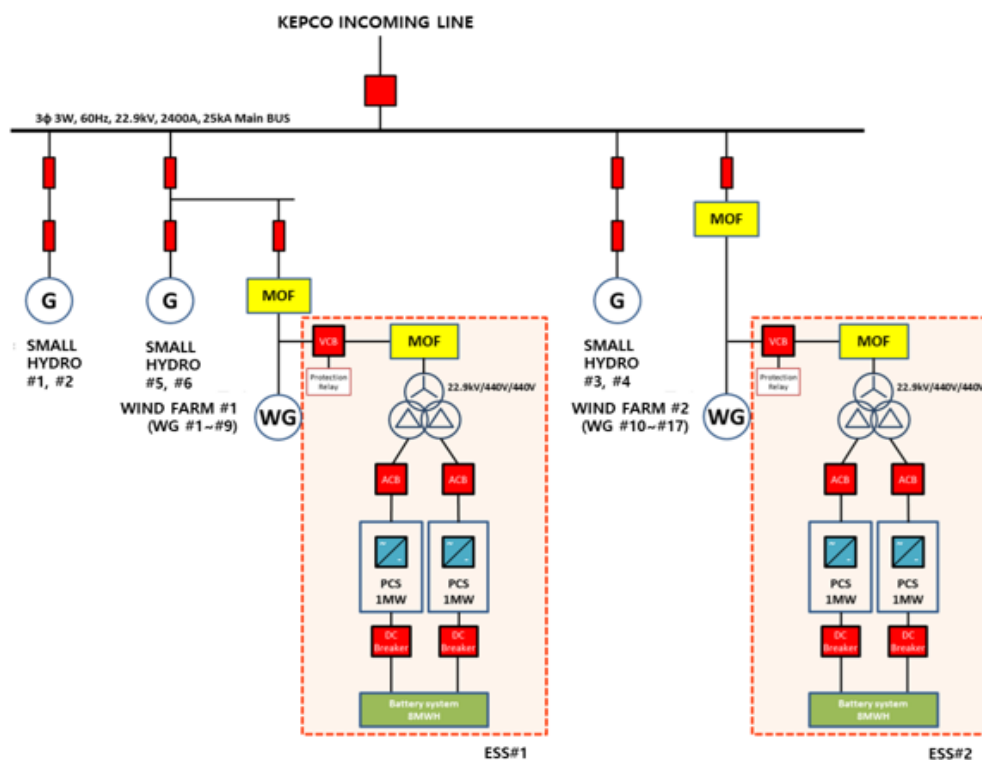 KEPCO INCOMING LINE
3ϕ 3W, 60Hz, 22.9kV, 2400A, 25kA Main BUS
MOF
G
G
MOF
G
SMALL
HYDRO
#1, #2
SMALL
HYDRO
#5, #6
VCB
MOF
Protection
Relay
22.9kV/440V/440V
WIND FARM #1
(WG #1~#9)
WG
ACB
ACB
PCS
1MW
PCS
1MW
DC
Breaker
DC
Breaker
Battery system
8MWH
ESS#1
SMALL
HYDRO
#3, #4
VCB
MOF
Protection
Relay
22.9kV/440V/440V
WIND FARM #2
(WG #10~#17)
WG
ACB
ACB
PCS
1MW
PCS
1MW
DC
Breaker
DC
Breaker
Battery system
8MWH
ESS#2